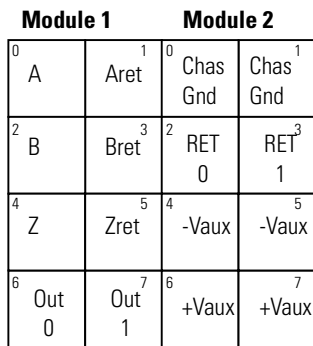 Module 1 Module 2
0 1 0 1
A Aret Chas Chas
Gnd Gnd
2 3 2 3
B Bret RET RET
0 1
4 5 4 5
Z Zret -Vaux -Vaux
6 7 6 7
Out Out +Vaux +Vaux
0 1